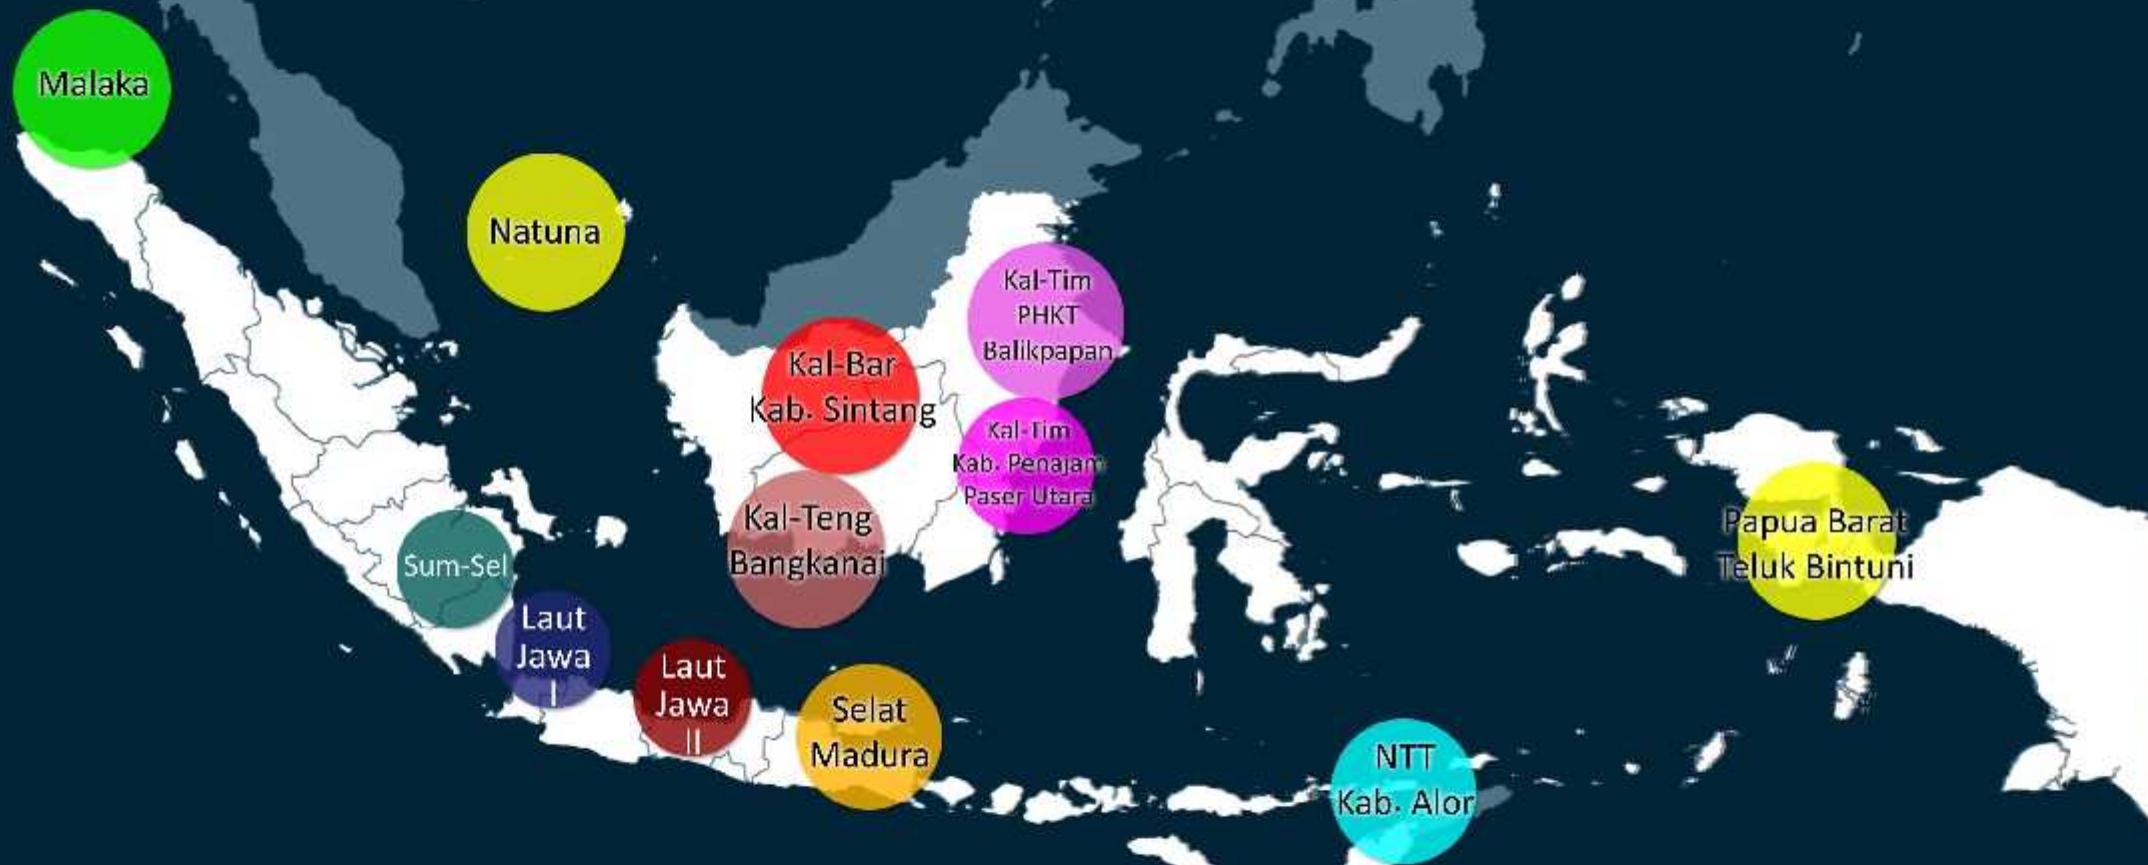 Malaka
Natuna
Kal-Tim
PHKT
Balikpapan
Kal-Bar
Kab. Sintang
Kal-Tim
Kab. Penajam
Paser Utara
Kal-Teng
Bangkanai
Papua Barat
Teluk Bintuni
Sum-Sel
Laut
Jawa
I
Laut
Jawa
II
Selat
Madura
NTT
Kab. Alor